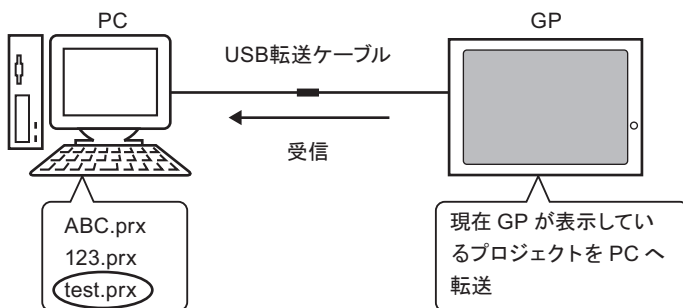 PC
GP
USB転送ケーブル
受信
ABC.prx
123.prx
test.prx
現在 GP が表示してい
るプロジェクトを PC へ
転送